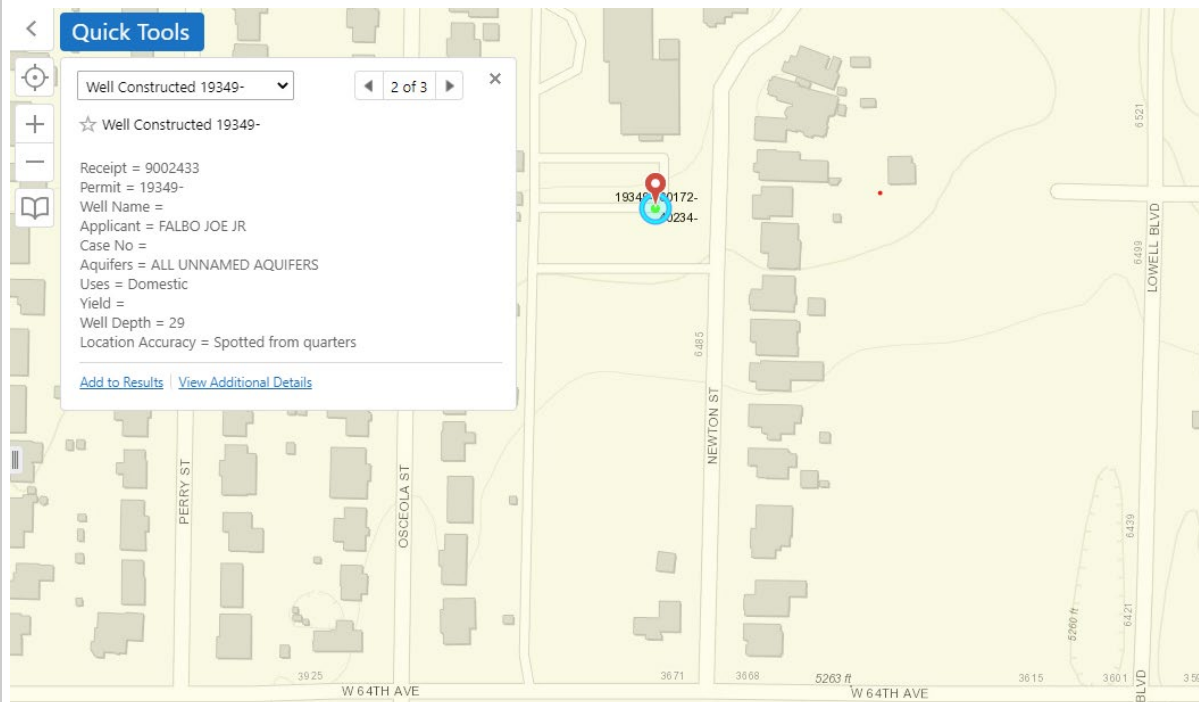 Quick Tools
Well Constructed 19349-
2 of 3
Well Constructed 19349-
Receipt = 9002433
Permit = 19349-
Well Name =
Applicant = FALBO JOE JR
Case No =
Aquifers = ALL UNNAMED AQUIFERS
Uses = Domestic
Yield =
Well Depth = 29
Location Accuracy = Spotted from quarters
Add to Results
View Additional Details
0172-
0234-
6521
6499
LOWELL BLVD
6485
NEWTON ST
PERRY ST
OSCEOLA ST
6439
6421
5260 ft
3925
3671
3668
5263 ft
3615
3601
W 64TH AVE
W 64TH AVE
BLVD